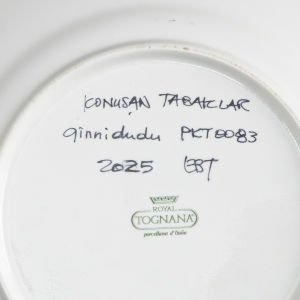 KONUŞAN TABAKLAR
ginnidudu PKT0083
2025 EBT
ROYAL
TOGNANA
porcellane d'Italia